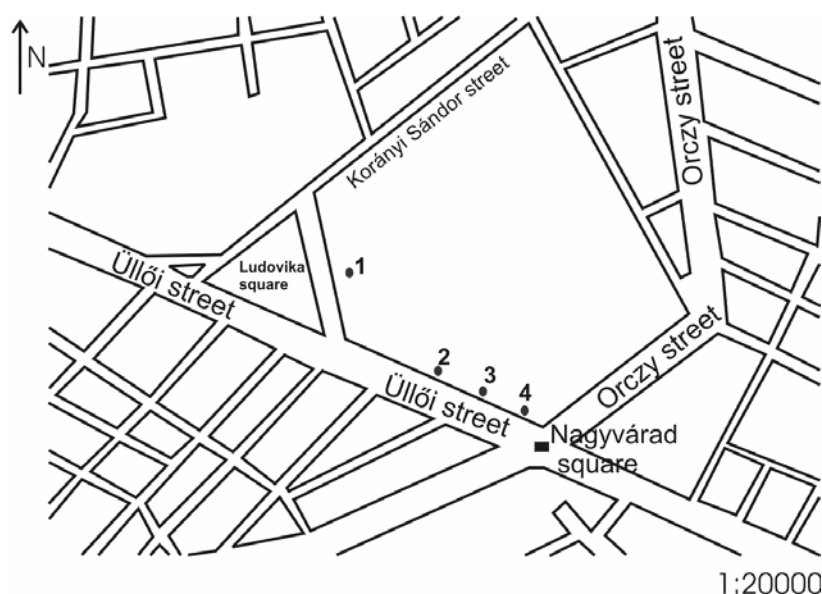 N
Korányi Sándor street
Orczy street
Ludovika
square
1
Üllői street
2
3
4
Üllői street
Orczy street
Nagyvárad
square
1:20000